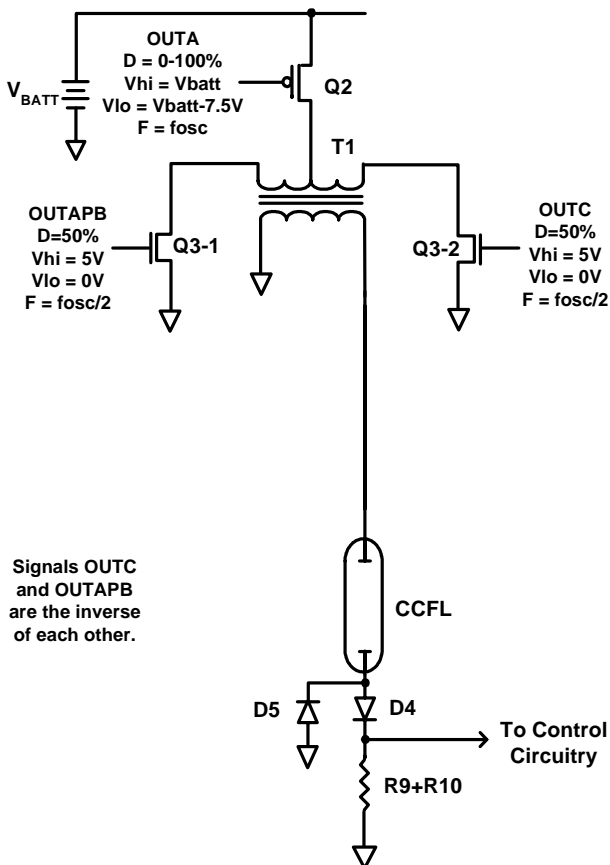 OUTA
D = 0-100%
Vhi = Vbatt
Vlo = Vbatt-7.5V
F = fosc
Q2
VBATT
T1
OUTAPB
D=50%
Vhi = 5V
Vlo = 0V
F = fosc/2
Q3-1
Q3-2
OUTC
D=50%
Vhi = 5V
Vlo = 0V
F = fosc/2
Signals OUTC
and OUTAPB
are the inverse
of each other.
CCFL
D5
D4
To Control
Circuitry
R9+R10